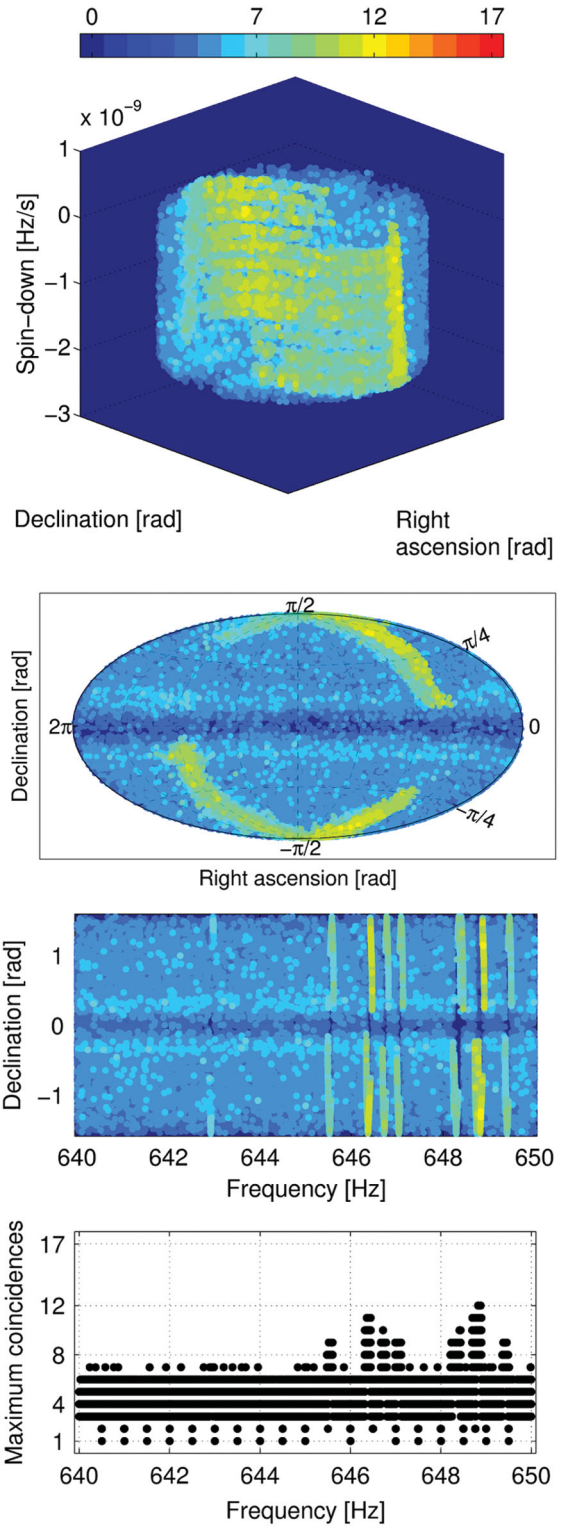 0 7 12 17
x 10−9
1
0
−1
−2
−3
Spin−down [Hz/s]
Declination [rad]
Right
ascension [rad]
π/2
π/4
2π
0
−π/4
−π/2
Declination [rad]
Right ascension [rad]
1
0
−1
Declination [rad]
640 642 644 646 648 650
Frequency [Hz]
17
12
8
4
1
Maximum coincidences
640 642 644 646 648 650
Frequency [Hz]